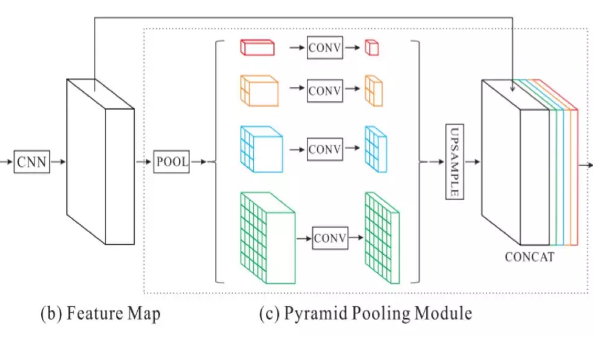 CNN
POOL
CONV
CONV
CONV
CONV
UPSAMPLE
CONCAT
(b) Feature Map
(c) Pyramid Pooling Module